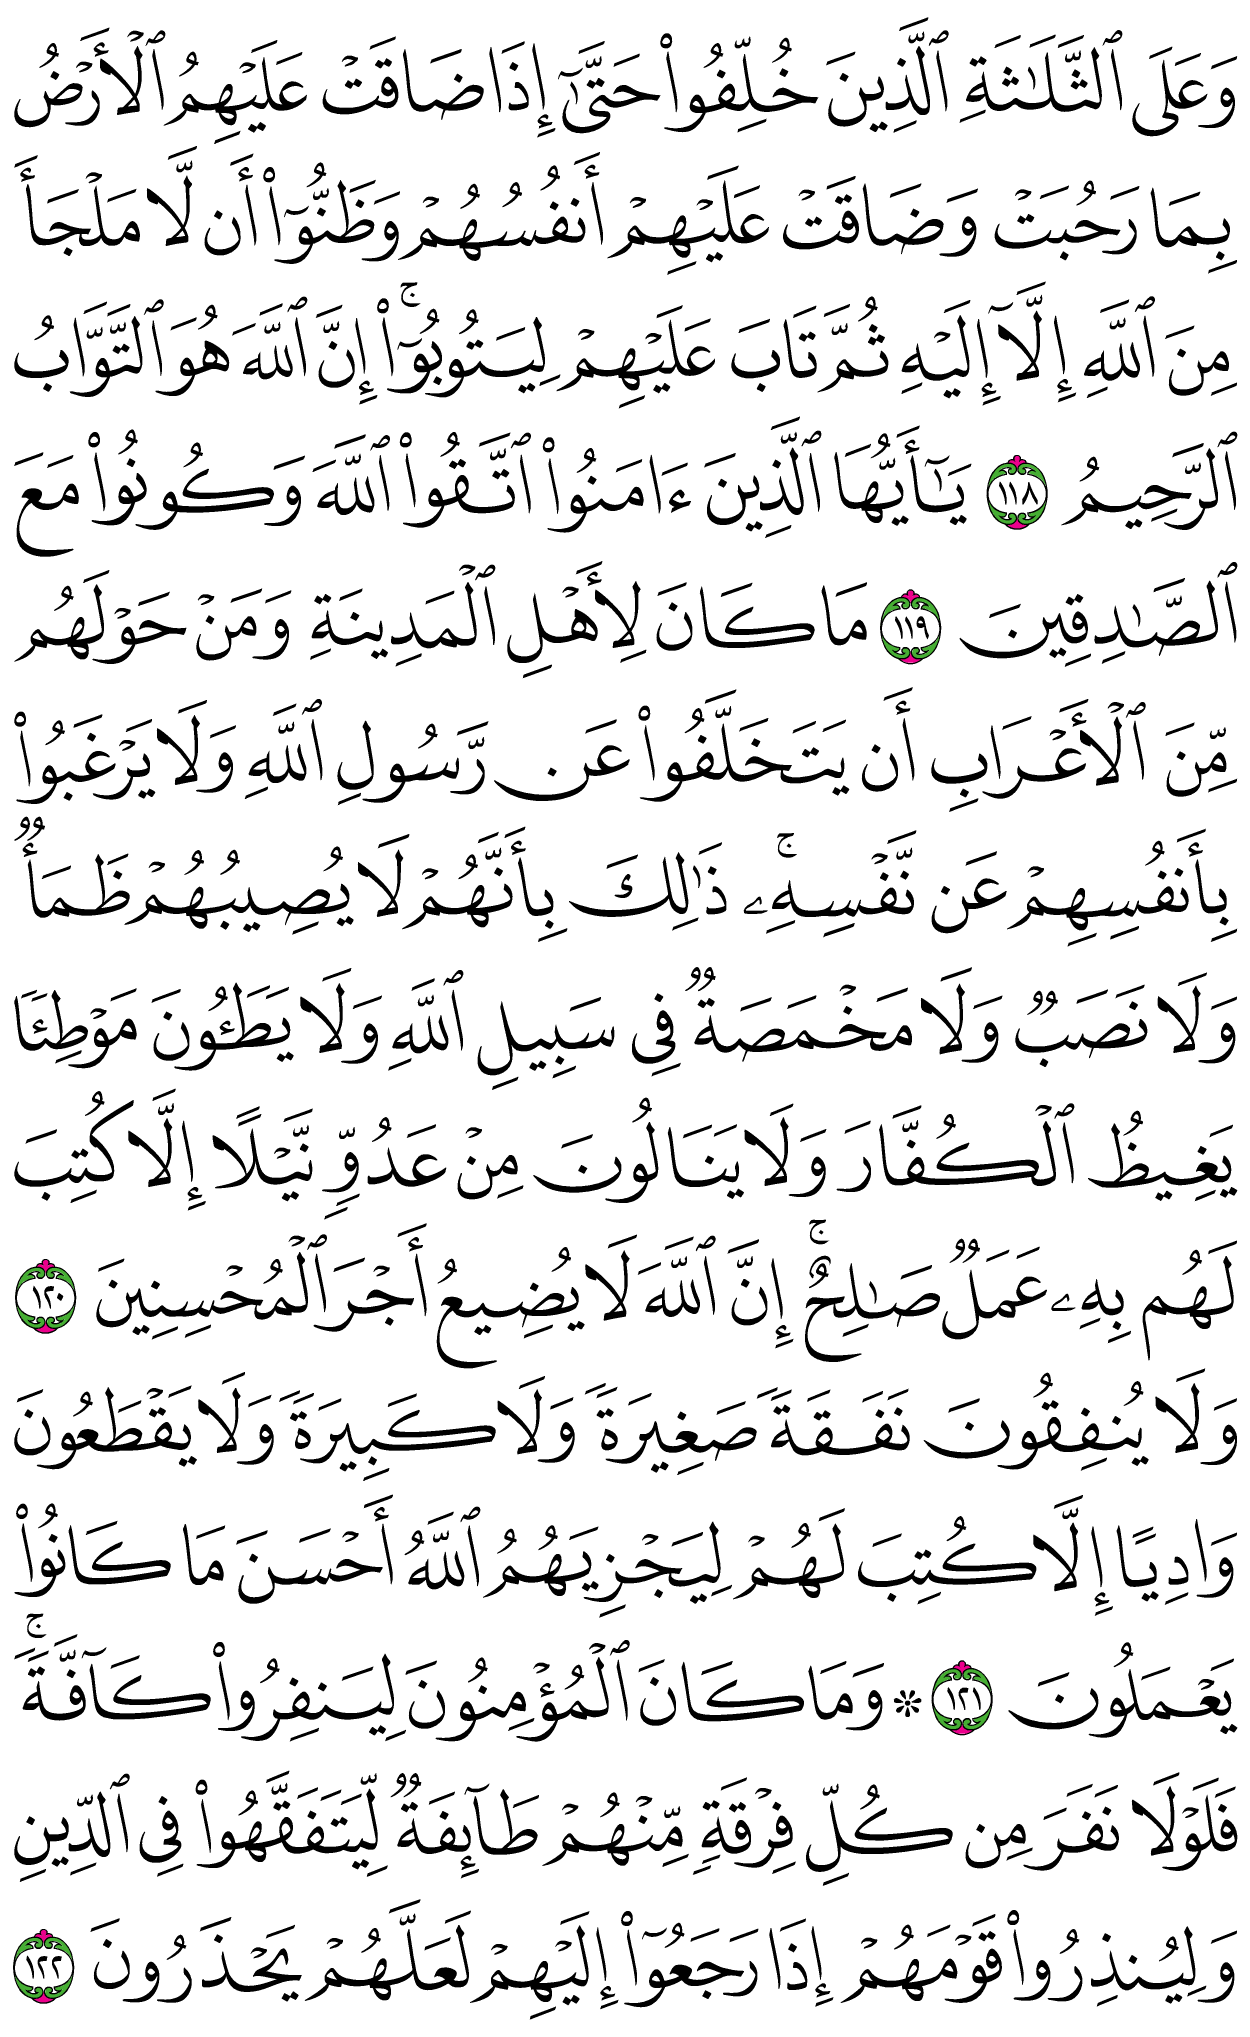 وَعَلَى ٱلثَّلَٰثَةِ ٱلَّذِينَ خُلِّفُوا۟ حَتَّىٰٓ إِذَا ضَاقَتْ عَلَيْهِمُ ٱلْأَرْضُ
بِمَا رَحُبَتْ وَضَاقَتْ عَلَيْهِمْ أَنفُسُهُمْ وَظَنُّوٓا۟ أَن لَّا مَلْجَأَ
مِنَ ٱللَّهِ إِلَّآ إِلَيْهِ ثُمَّ تَابَ عَلَيْهِمْ لِيَتُوبُوٓا۟ ۚ إِنَّ ٱللَّهَ هُوَ ٱلتَّوَّابُ
ٱلرَّحِيمُ ١١٨ يَٰٓأَيُّهَا ٱلَّذِينَ ءَامَنُوا۟ ٱتَّقُوا۟ ٱللَّهَ وَكُونُوا۟ مَعَ
ٱلصَّٰدِقِينَ ١١٩ مَا كَانَ لِأَهْلِ ٱلْمَدِينَةِ وَمَنْ حَوْلَهُم
مِّنَ ٱلْأَعْرَابِ أَن يَتَخَلَّفُوا۟ عَن رَّسُولِ ٱللَّهِ وَلَا يَرْغَبُوا۟
بِأَنفُسِهِمْ عَن نَّفْسِهِۦ ۚ ذَٰلِكَ بِأَنَّهُمْ لَا يُصِيبُهُمْ ظَمَأٌ
وَلَا نَصَبٌ وَلَا مَخْمَصَةٌ فِى سَبِيلِ ٱللَّهِ وَلَا يَطَـُٔونَ مَوْطِئًا
يَغِيظُ ٱلْكُفَّارَ وَلَا يَنَالُونَ مِنْ عَدُوٍّ نَّيْلًا إِلَّا كُتِبَ
لَهُم بِهِۦ عَمَلٌ صَٰلِحٌ ۚ إِنَّ ٱللَّهَ لَا يُضِيعُ أَجْرَ ٱلْمُحْسِنِينَ ١٢٠
وَلَا يُنفِقُونَ نَفَقَةً صَغِيرَةً وَلَا كَبِيرَةً وَلَا يَقْطَعُونَ
وَادِيًا إِلَّا كُتِبَ لَهُمْ لِيَجْزِيَهُمُ ٱللَّهُ أَحْسَنَ مَا كَانُوا۟
يَعْمَلُونَ ١٢١ ۞ وَمَا كَانَ ٱلْمُؤْمِنُونَ لِيَنفِرُوا۟ كَآفَّةً ۚ
فَلَوْلَا نَفَرَ مِن كُلِّ فِرْقَةٍ مِّنْهُمْ طَآئِفَةٌ لِّيَتَفَقَّهُوا۟ فِى ٱلدِّينِ
وَلِيُنذِرُوا۟ قَوْمَهُمْ إِذَا رَجَعُوٓا۟ إِلَيْهِمْ لَعَلَّهُمْ يَحْذَرُونَ ١٢٢